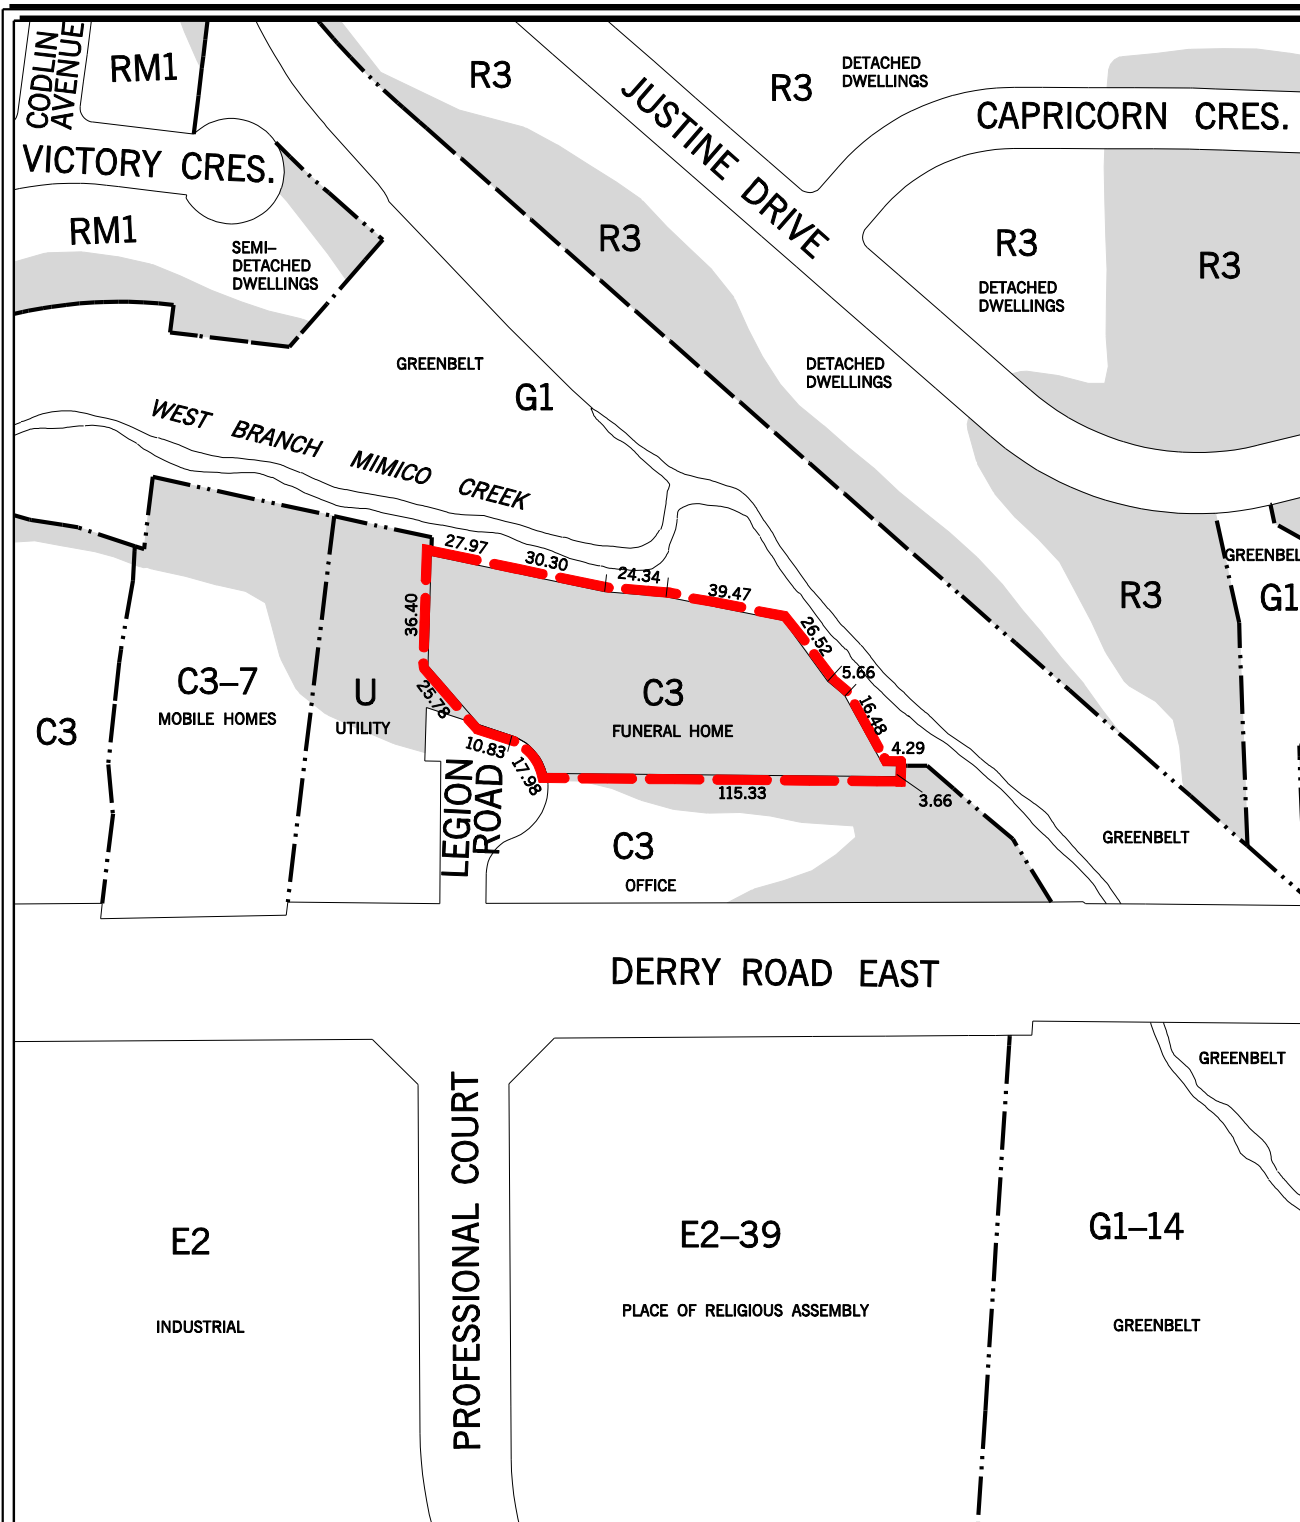 CODLIN
AVENUE
RM1
R3
R3
DETACHED
DWELLINGS
JUSTINE DRIVE
CAPRICORN CRES.
VICTORY CRES.
RM1
SEMI–
DETACHED
DWELLINGS
R3
R3
DETACHED
DWELLINGS
R3
GREENBELT
G1
DETACHED
DWELLINGS
WEST BRANCH MIMICO CREEK
27.97
30.30
24.34
39.47
36.40
26.52
5.66
16.48
4.29
3.66
115.33
17.98
10.83
25.78
R3
GREENBEL
G1
C3
C3–7
MOBILE HOMES
U
UTILITY
C3
FUNERAL HOME
LEGION
ROAD
C3
OFFICE
GREENBELT
DERRY ROAD EAST
PROFESSIONAL COURT
GREENBELT
E2
INDUSTRIAL
E2–39
PLACE OF RELIGIOUS ASSEMBLY
G1–14
GREENBELT